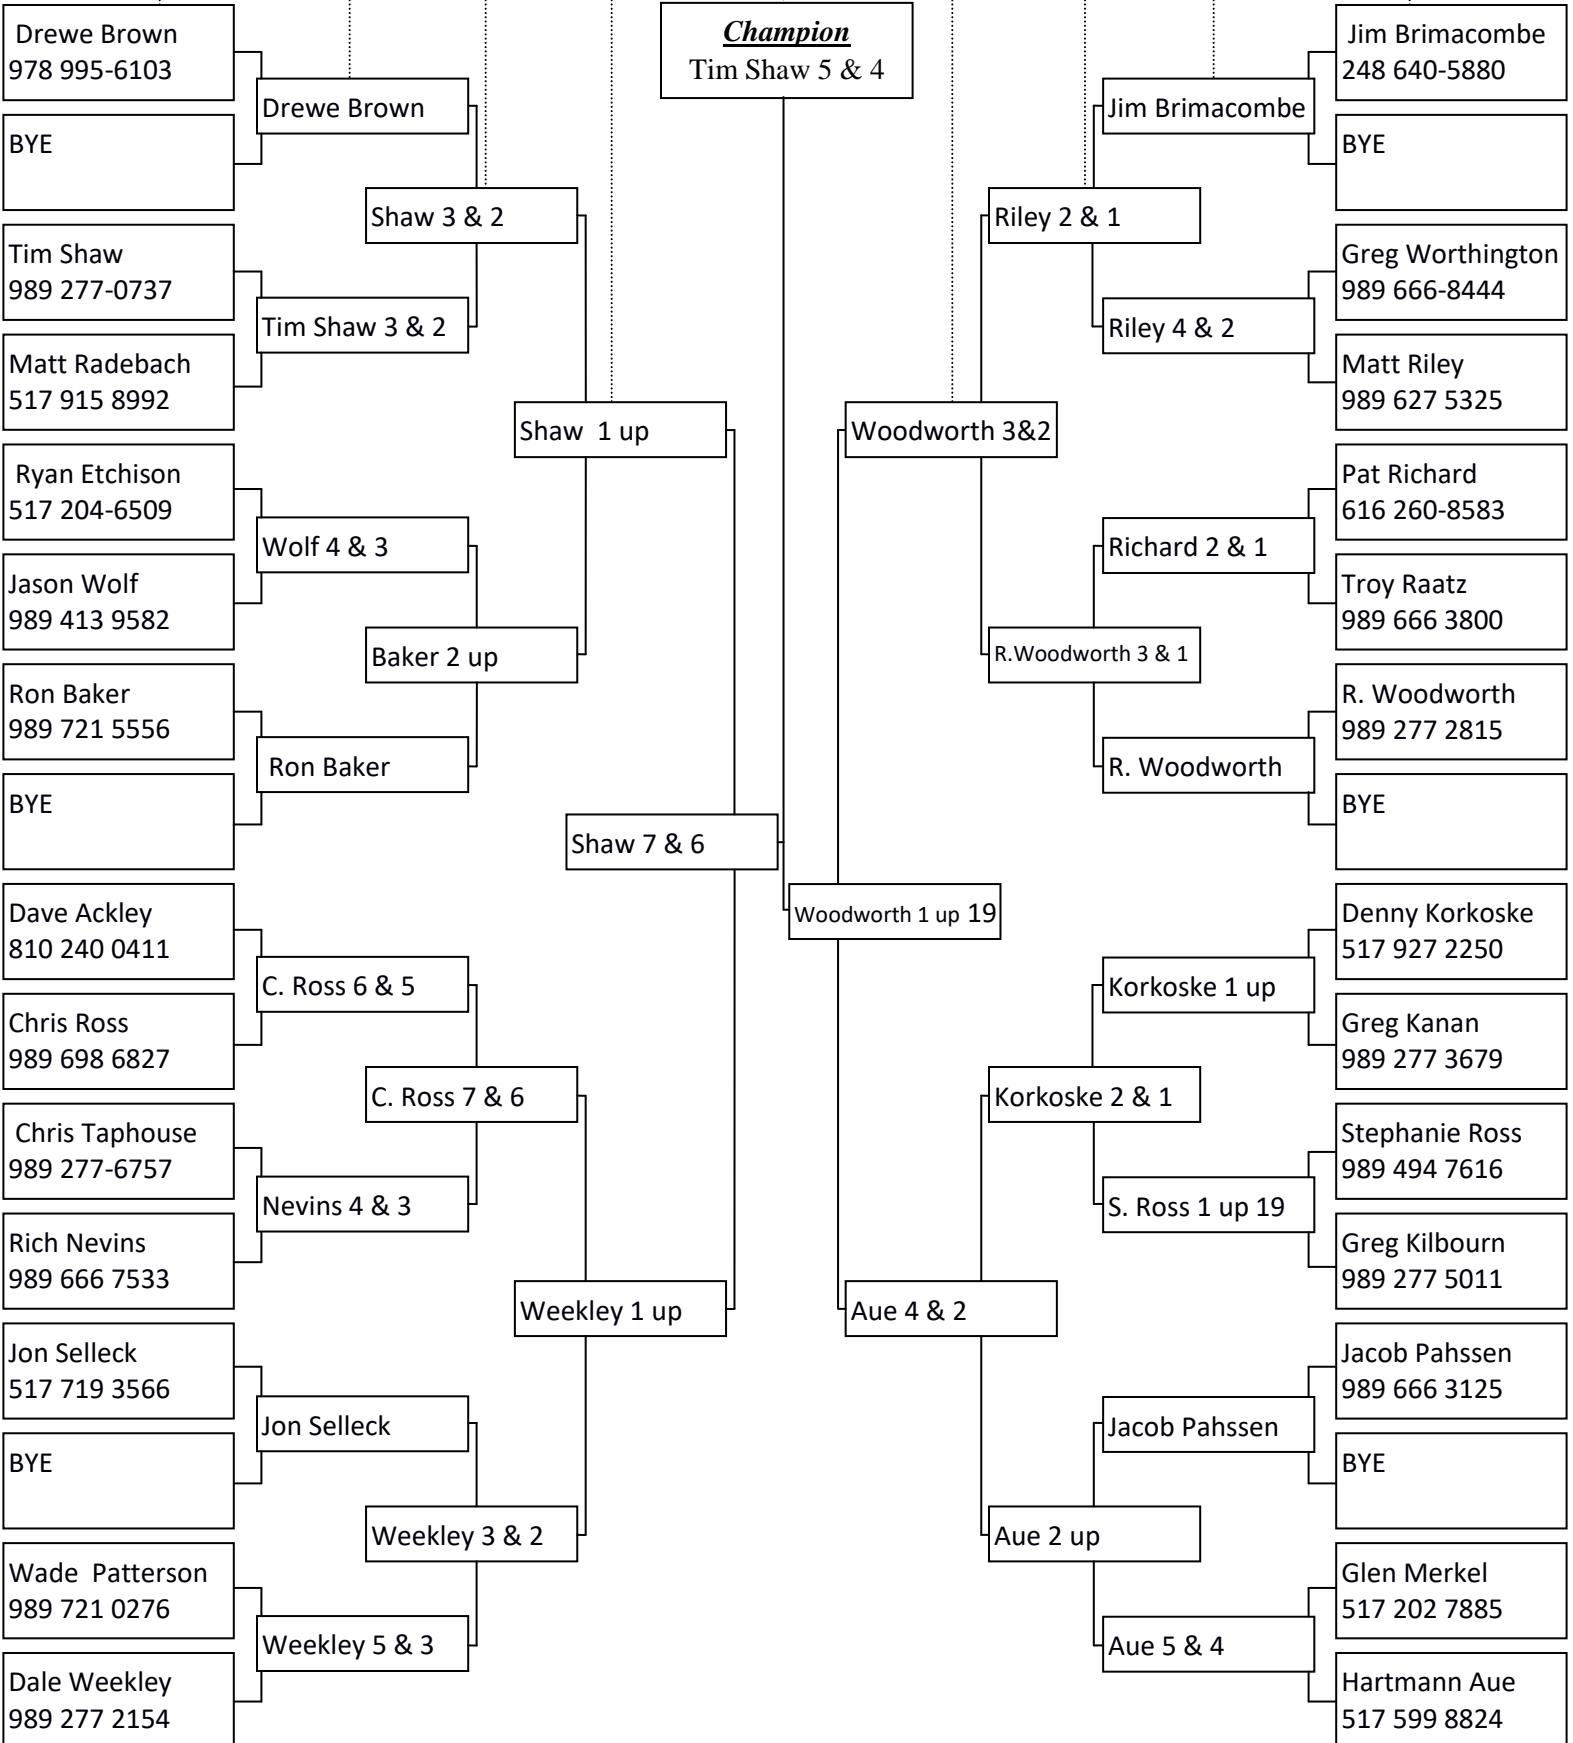 Champion
Tim Shaw 5 & 4
Drewe Brown
978 995-6103
BYE
Tim Shaw
989 277-0737
Matt Radebach
517 915 8992
Ryan Etchison
517 204-6509
Jason Wolf
989 413 9582
Ron Baker
989 721 5556
BYE
Dave Ackley
810 240 0411
Chris Ross
989 698 6827
Chris Taphouse
989 277-6757
Rich Nevins
989 666 7533
Jon Selleck
517 719 3566
BYE
Wade  Patterson
989 721 0276
Dale Weekley
989 277 2154
Drewe Brown
Tim Shaw 3 & 2
Wolf 4 & 3
Ron Baker
C. Ross 6 & 5
Nevins 4 & 3
Jon Selleck
Weekley 5 & 3
Shaw 3 & 2
Baker 2 up
C. Ross 7 & 6
Weekley 3 & 2
Shaw  1 up
Weekley 1 up
Shaw 7 & 6
Woodworth 1 up 19
Woodworth 3&2
Aue 4 & 2
Riley 2 & 1
R.Woodworth 3 & 1
Korkoske 2 & 1
Aue 2 up
Jim Brimacombe
Riley 4 & 2
Richard 2 & 1
R. Woodworth
Korkoske 1 up
S. Ross 1 up 19
Jacob Pahssen
Aue 5 & 4
Jim Brimacombe
248 640-5880
BYE
Greg Worthington
989 666-8444
Matt Riley
989 627 5325
Pat Richard
616 260-8583
Troy Raatz
989 666 3800
R. Woodworth
989 277 2815
BYE
Denny Korkoske
517 927 2250
Greg Kanan
989 277 3679
Stephanie Ross
989 494 7616
Greg Kilbourn
989 277 5011
Jacob Pahssen
989 666 3125
BYE
Glen Merkel
517 202 7885
Hartmann Aue
517 599 8824